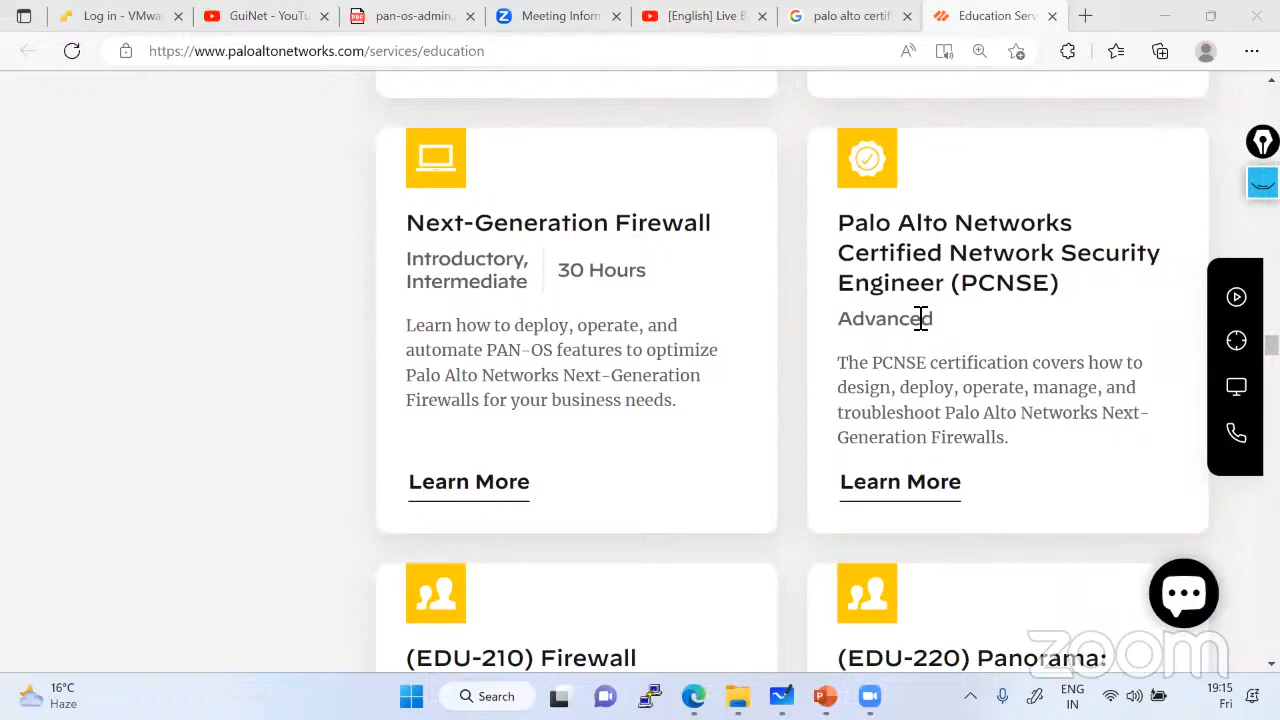 Log in - VMwar
GuiNet - YouTu
pan-os-admin.
Meeting Inforn
[English] Live B
palo alto certif
Education Serv
https://www.paloaltonetworks.com/services/education
Next-Generation Firewall
Introductory,
Intermediate
30 Hours
Learn how to deploy, operate, and
automate PAN-OS features to optimize
Palo Alto Networks Next-Generation
Firewalls for your business needs.
Learn More
Palo Alto Networks
Certified Network Security
Engineer (PCNSE)
Advanced
The PCNSE certification covers how to
design, deploy, operate, manage, and
troubleshoot Palo Alto Networks Next-
Generation Firewalls.
Learn More
(EDU-210) Firewall
(EDU-220) Panorama:
zoom
16°C
Haze
Search
ENG
IN
19:15
Fri